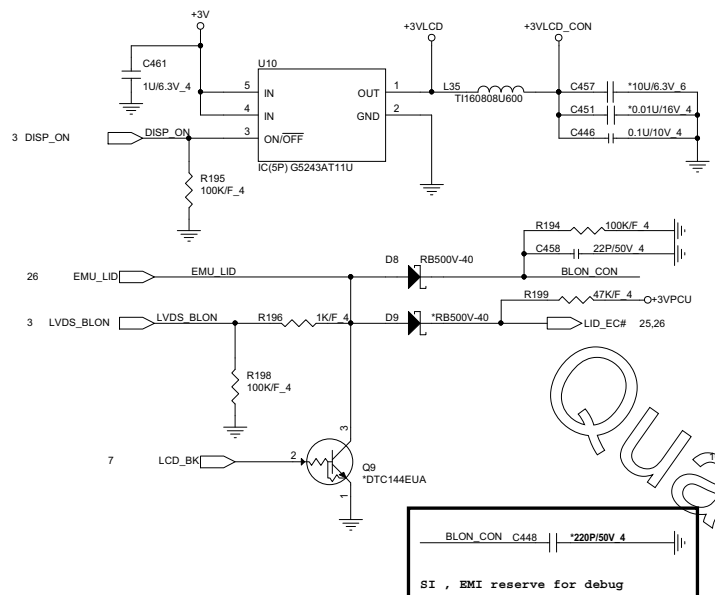 +3V
+3VLCD
+3VLCD_CON
C461
1U/6.3V_4
U10
5 IN OUT 1
4 IN GND 2
3 ON/OFF
IC(5P) G5243AT11U
L35
TI160808U600
C457 *10U/6.3V_6
C451 *0.01U/16V_4
C446 0.1U/10V_4
3 DISP_ON DISP_ON
R195
100K/F_4
R194 100K/F_4
C458 22P/50V_4
26 EMU_LID EMU_LID D8 RB500V-40 BLON_CON
R199 47K/F_4 +3VPCU
3 LVDS_BLON LVDS_BLON R196 1K/F_4 D9 *RB500V-40 LID_EC# 25,26
R198
100K/F_4
3
7 LCD_BK 2
Q9
*DTC144EUA
1
Qua
BLON_CON C448 *220P/50V_4
SI , EMI reserve for debug